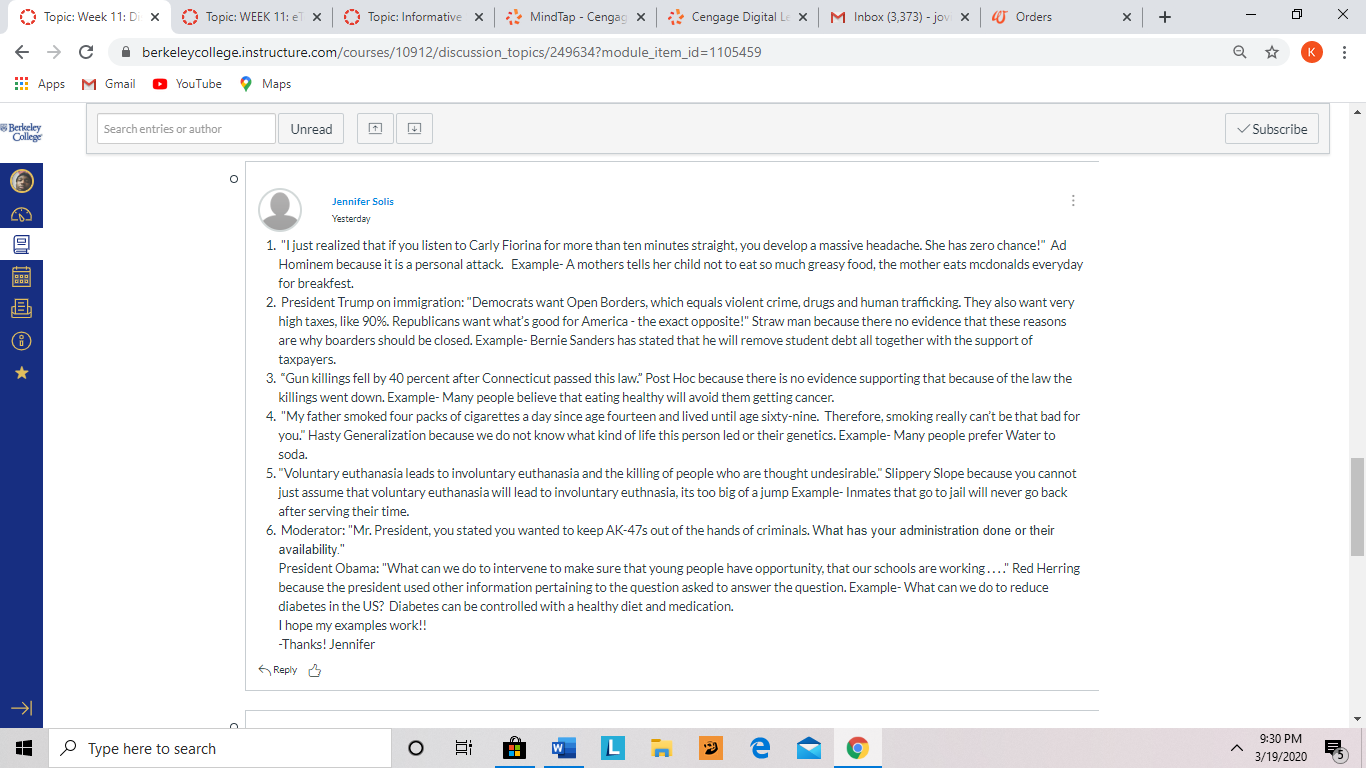 Topic: Week 11: Di
Topic: WEEK 11: eT
Topic: Informative
MindTap - Cengag
Cengage Digital Le
Inbox (3,373) - jov
Orders
berkeleycollege.instructure.com/courses/10912/discussion_topics/249634?module_item_id=1105459
K
Apps
Gmail
YouTube
Maps
Berkeley
College
Search entries or author
Unread
Subscribe
Jennifer Solis
Yesterday
1. "I just realized that if you listen to Carly Fiorina for more than ten minutes straight, you develop a massive headache. She has zero chance!" Ad
Hominem because it is a personal attack. Example- A mothers tells her child not to eat so much greasy food, the mother eats mcdonalds everyday
for breakfest.
2. President Trump on immigration: "Democrats want Open Borders, which equals violent crime, drugs and human trafficking. They also want very
high taxes, like 90%. Republicans want what's good for America - the exact opposite!" Straw man because there no evidence that these reasons
are why boarders should be closed. Example- Bernie Sanders has stated that he will remove student debt all together with the support of
taxpayers.
3. “Gun killings fell by 40 percent after Connecticut passed this law.” Post Hoc because there is no evidence supporting that because of the law the
killings went down. Example- Many people believe that eating healthy will avoid them getting cancer.
4. "My father smoked four packs of cigarettes a day since age fourteen and lived until age sixty-nine. Therefore, smoking really can't be that bad for
you." Hasty Generalization because we do not know what kind of life this person led or their genetics. Example- Many people prefer Water to
soda.
5. "Voluntary euthanasia leads to involuntary euthanasia and the killing of people who are thought undesirable." Slippery Slope because you cannot
just assume that voluntary euthanasia will lead to involuntary euthnasia, its too big of a jump Example- Inmates that go to jail will never go back
after serving their time.
6. Moderator: "Mr. President, you stated you wanted to keep AK-47s out of the hands of criminals. What has your administration done or their
availability."
President Obama: "What can we do to intervene to make sure that young people have opportunity, that our schools are working . . . ." Red Herring
because the president used other information pertaining to the question asked to answer the question. Example- What can we do to reduce
diabetes in the US? Diabetes can be controlled with a healthy diet and medication.
I hope my examples work!!
-Thanks! Jennifer
Reply
Type here to search
9:30 PM
3/19/2020
5